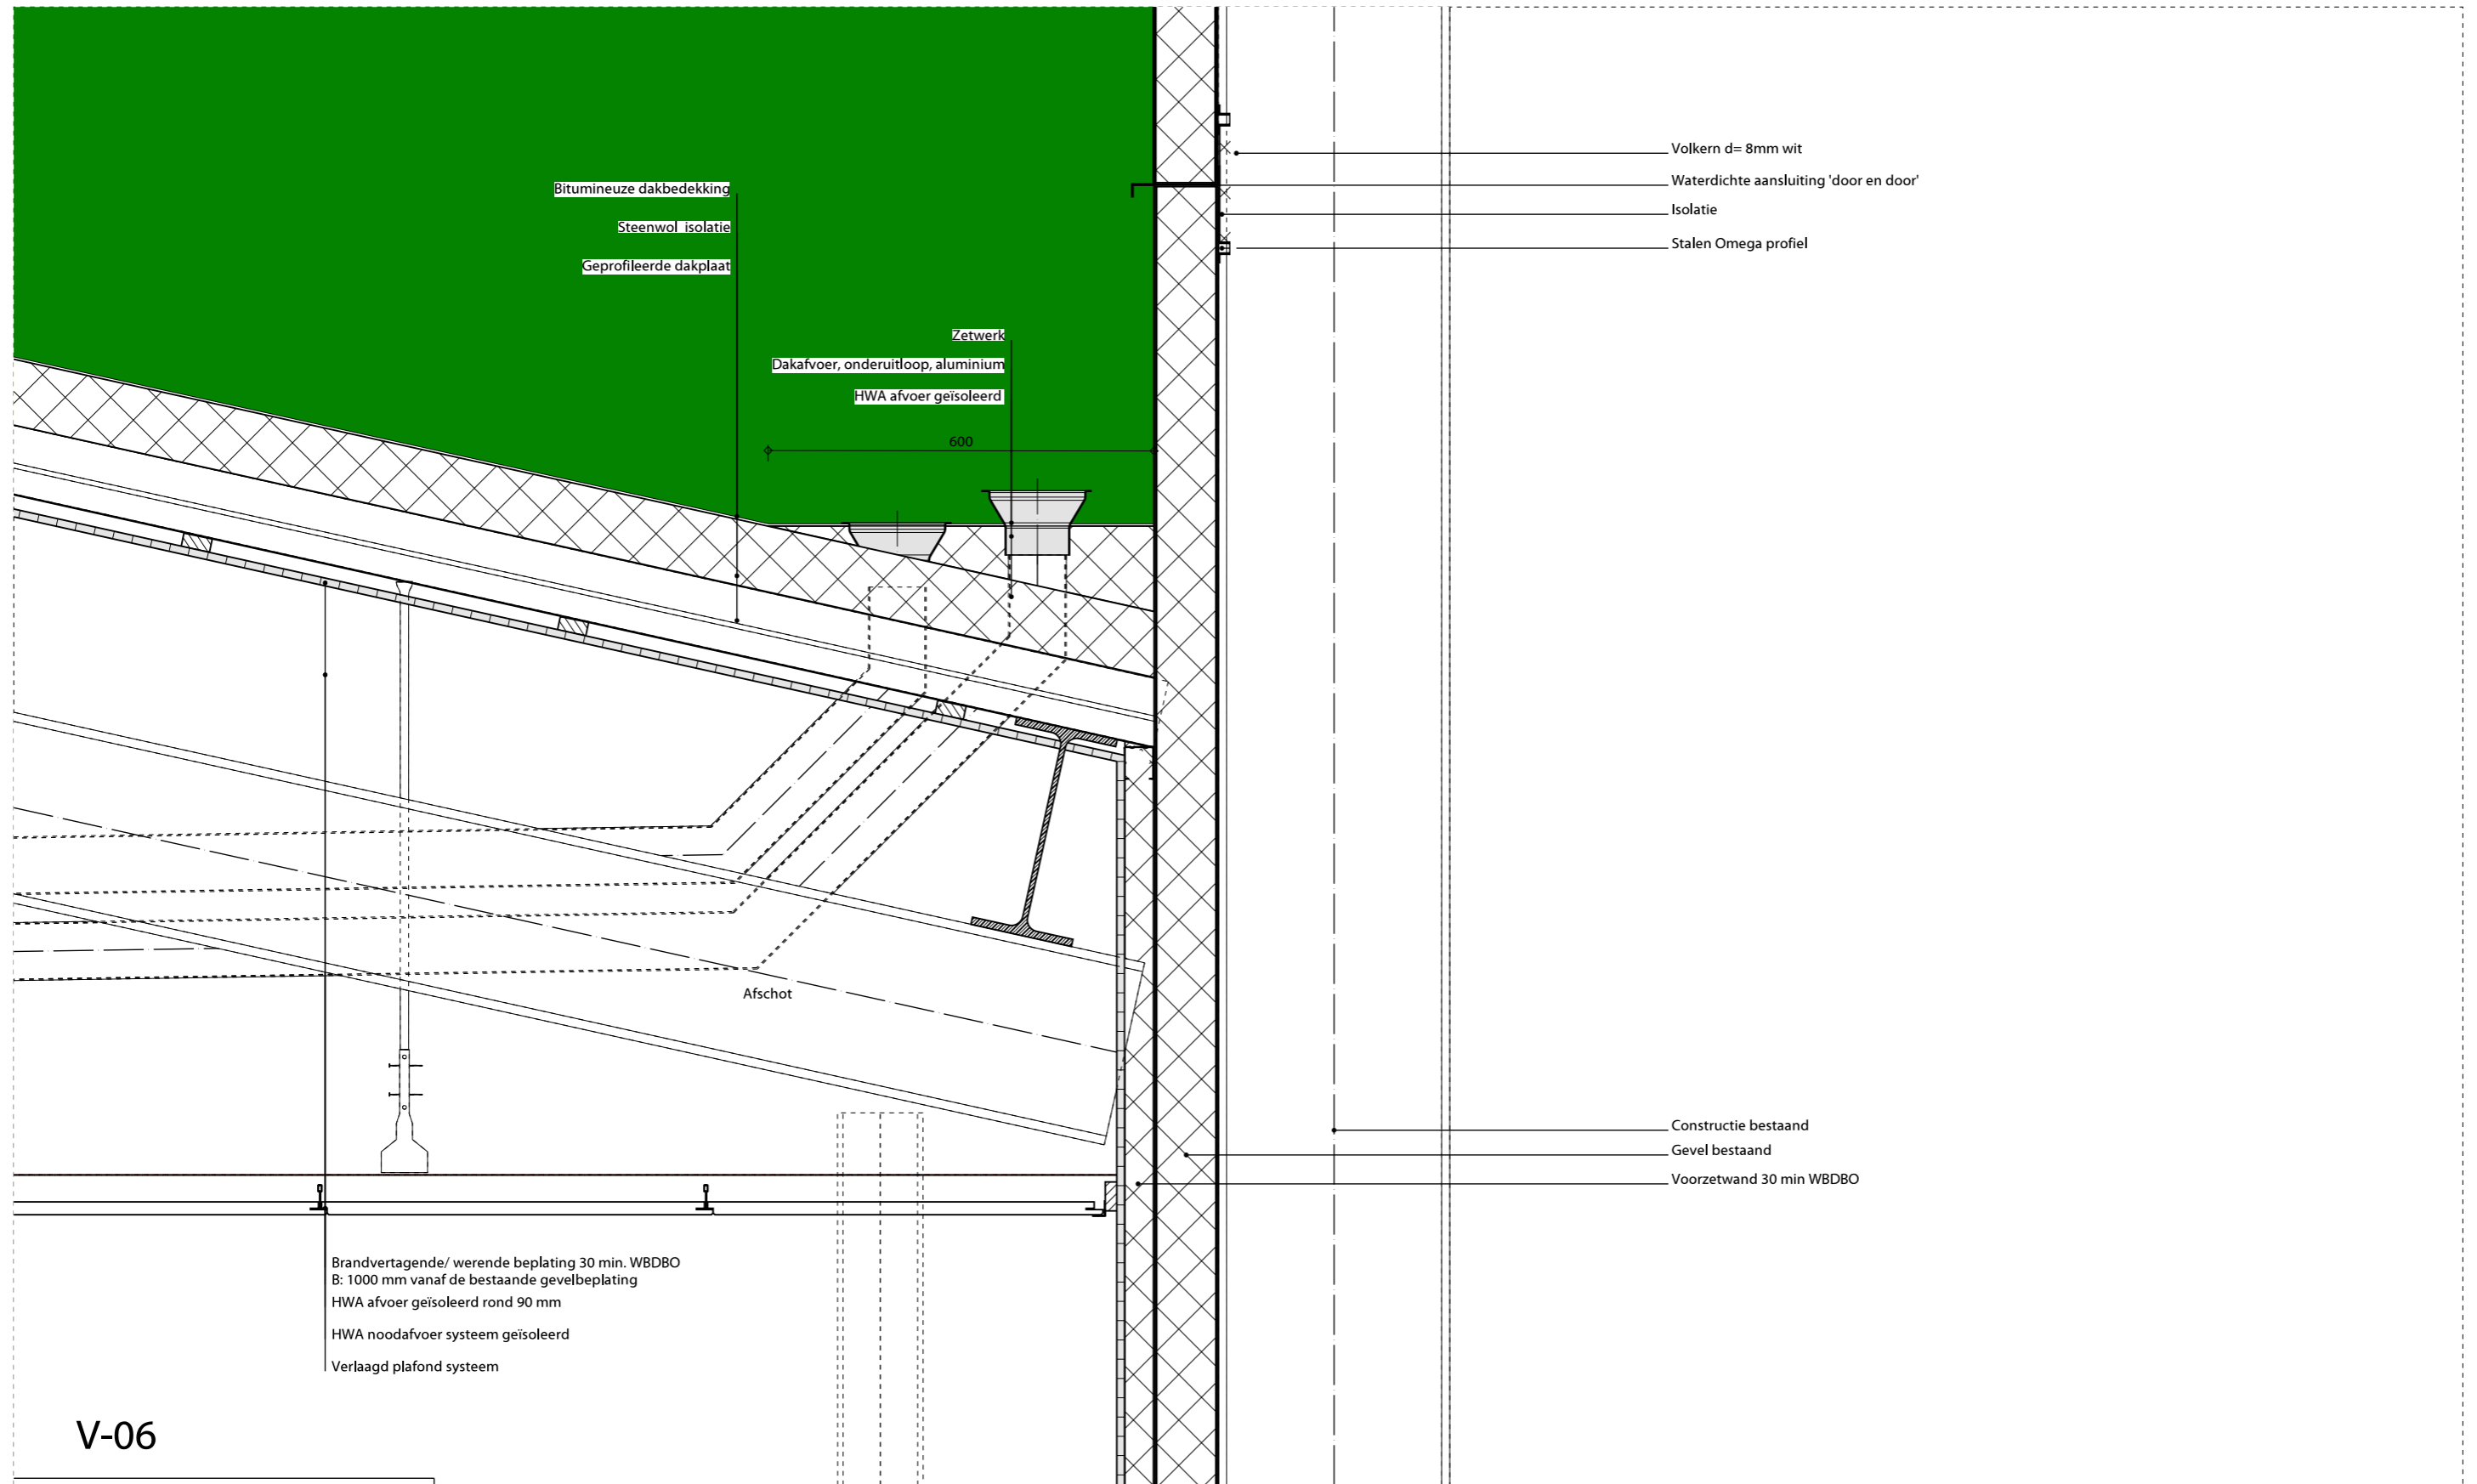 Volkern d= 8mm wit
Waterdichte aansluiting 'door en door'
Isolatie
Stalen Omega profiel
Bitumineuze dakbedekking
Steenwol isolatie
Geprofileerde dakplaat
Zetwerk
Dakafvoer, onderuitloop, aluminium
HWA afvoer geïsoleerd
600
Afschot
Constructie bestaand
Gevel bestaand
Voorzetwand 30 min WBDBO
Brandvertagende/ werende beplating 30 min. WBDBO
B: 1000 mm vanaf de bestaande gevelbeplating
HWA afvoer geïsoleerd rond 90 mm
HWA noodafvoer systeem geïsoleerd
Verlaagd plafond systeem
V-06